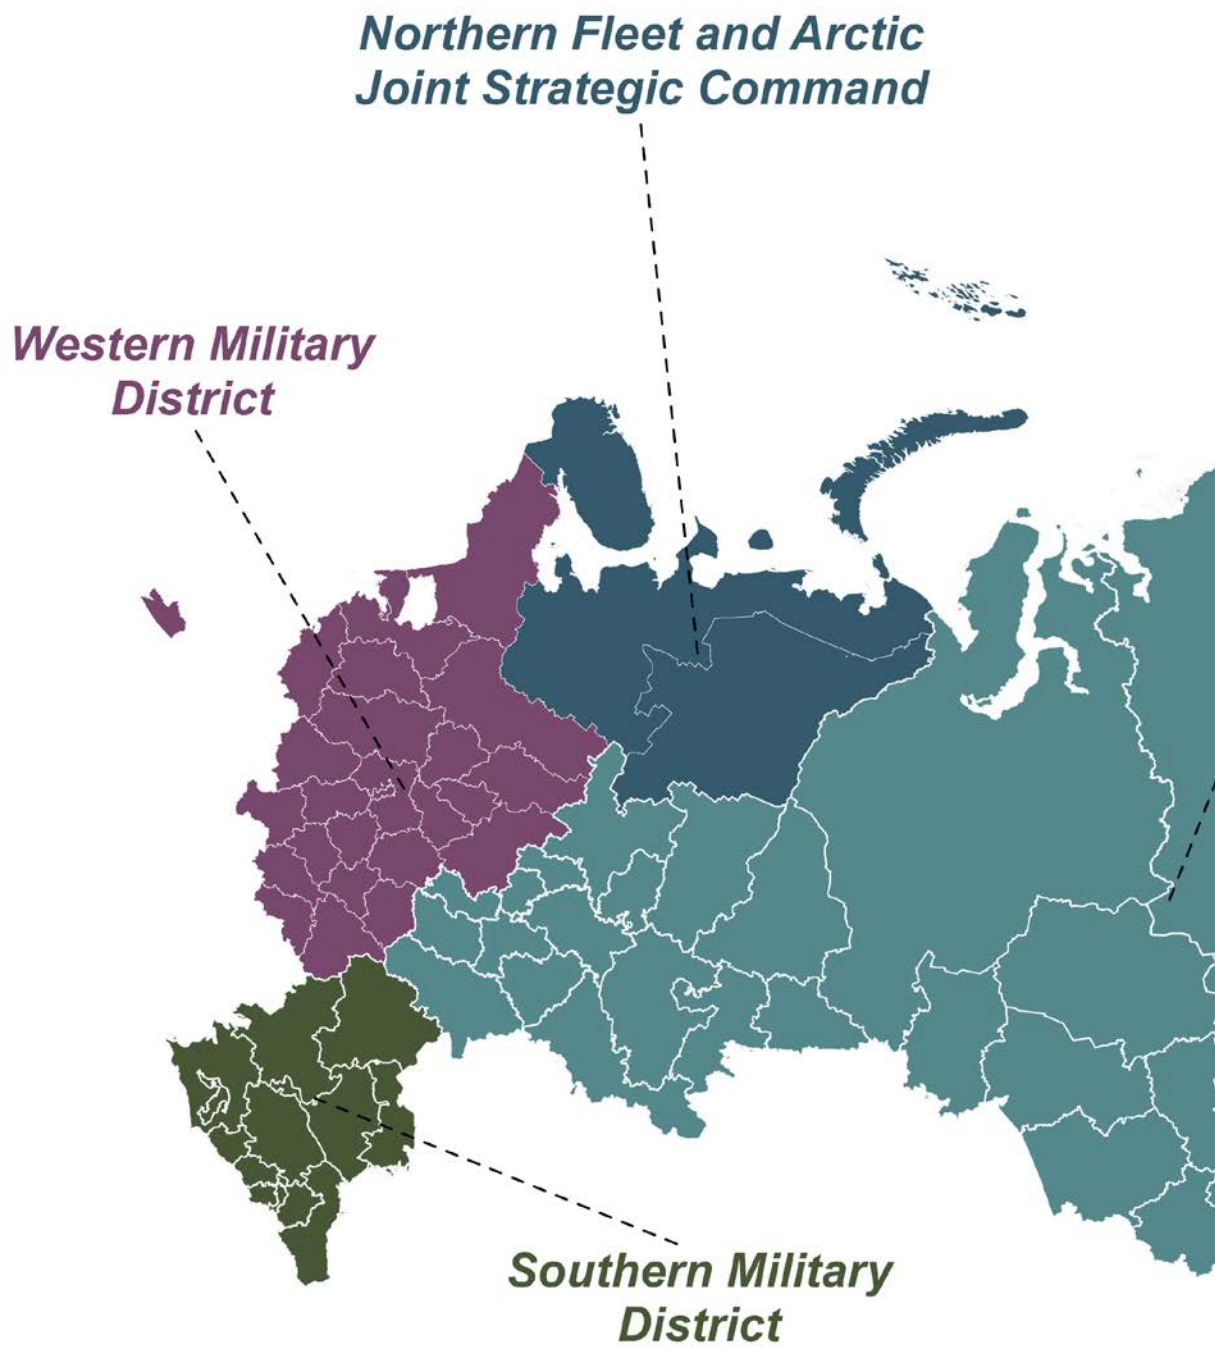 Northern Fleet and Arctic
Joint Strategic Command
Western Military
District
Southern Military
District